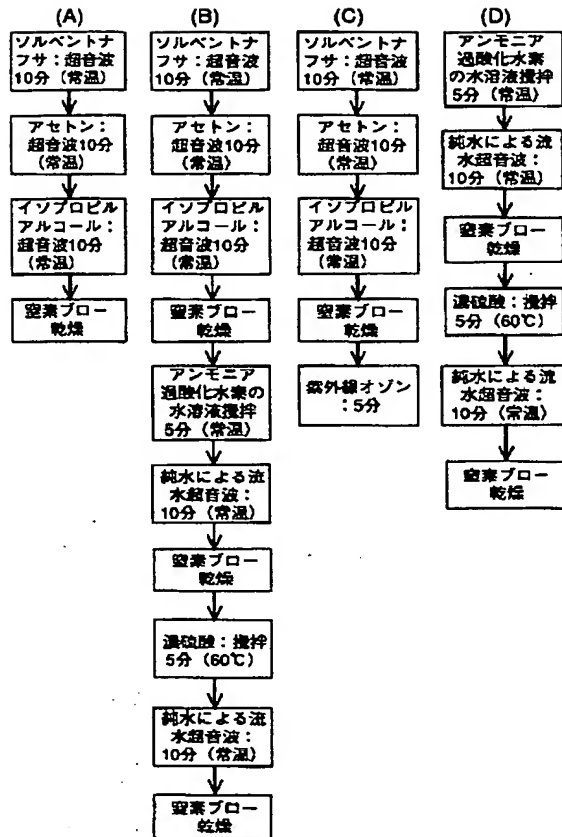 (A)
ソルベントナ
フサ：超音波
10分（常温）
アセトン：
超音波10分
（常温）
イソプロピル
アルコール：
超音波10分
（常温）
窒素ブロー
乾燥
(B)
ソルベントナ
フサ：超音波
10分（常温）
アセトン：
超音波10分
（常温）
イソプロピル
アルコール：
超音波10分
（常温）
窒素ブロー
乾燥
アンモニア
過酸化水素の
水溶液攪拌
5分（常温）
純水による流
水超音波：
10分（常温）
窒素ブロー
乾燥
濃硫酸：攪拌
5分（60℃）
純水による流
水超音波：
10分（常温）
窒素ブロー
乾燥
(C)
ソルベントナ
フサ：超音波
10分（常温）
アセトン：
超音波10分
（常温）
イソプロピル
アルコール：
超音波10分
（常温）
窒素ブロー
乾燥
紫外線オゾン
：5分
(D)
アンモニア
過酸化水素
の水溶液攪拌
5分（常温）
純水による流
水超音波：
10分（常温）
窒素ブロー
乾燥
濃硫酸：攪拌
5分（60℃）
純水による流
水超音波：
10分（常温）
窒素ブロー
乾燥